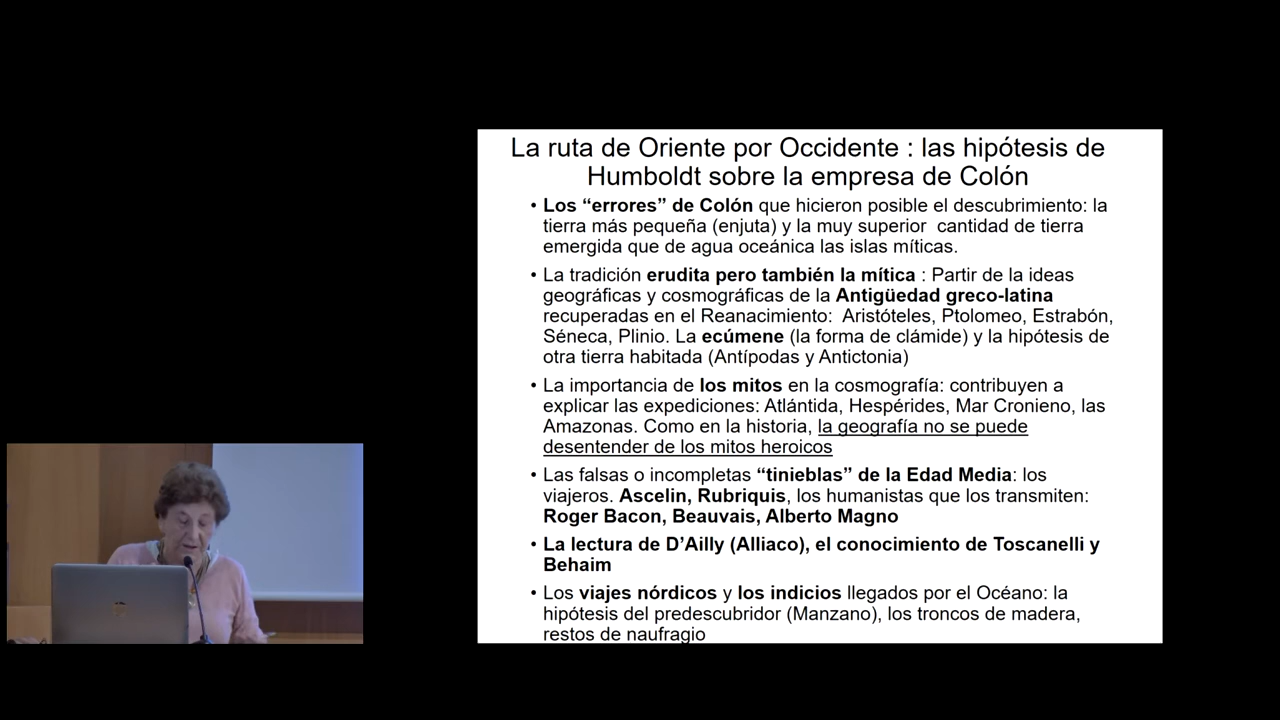 La ruta de Oriente por Occidente : las hipótesis de
Humboldt sobre la empresa de Colón
• Los “errores” de Colón que hicieron posible el descubrimiento: la
tierra más pequeña (enjuta) y la muy superior cantidad de tierra
emergida que de agua oceánica las islas míticas.
• La tradición erudita pero también la mítica : Partir de la ideas
geográficas y cosmográficas de la Antigüedad greco-latina
recuperadas en el Reanacimiento: Aristóteles, Ptolomeo, Estrabón,
Séneca, Plinio. La ecúmene (la forma de clámide) y la hipótesis de
otra tierra habitada (Antípodas y Antictonia)
• La importancia de los mitos en la cosmografía: contribuyen a
explicar las expediciones: Atlántida, Hespérides, Mar Cronieno, las
Amazonas. Como en la historia, la geografía no se puede
desentender de los mitos heroicos
• Las falsas o incompletas “tinieblas” de la Edad Media: los
viajeros. Ascelin, Rubriquis, los humanistas que los transmiten:
Roger Bacon, Beauvais, Alberto Magno
• La lectura de D’Ailly (Alliaco), el conocimiento de Toscanelli y
Behaim
• Los viajes nórdicos y los indicios llegados por el Océano: la
hipótesis del predescubridor (Manzano), los troncos de madera,
restos de naufragio